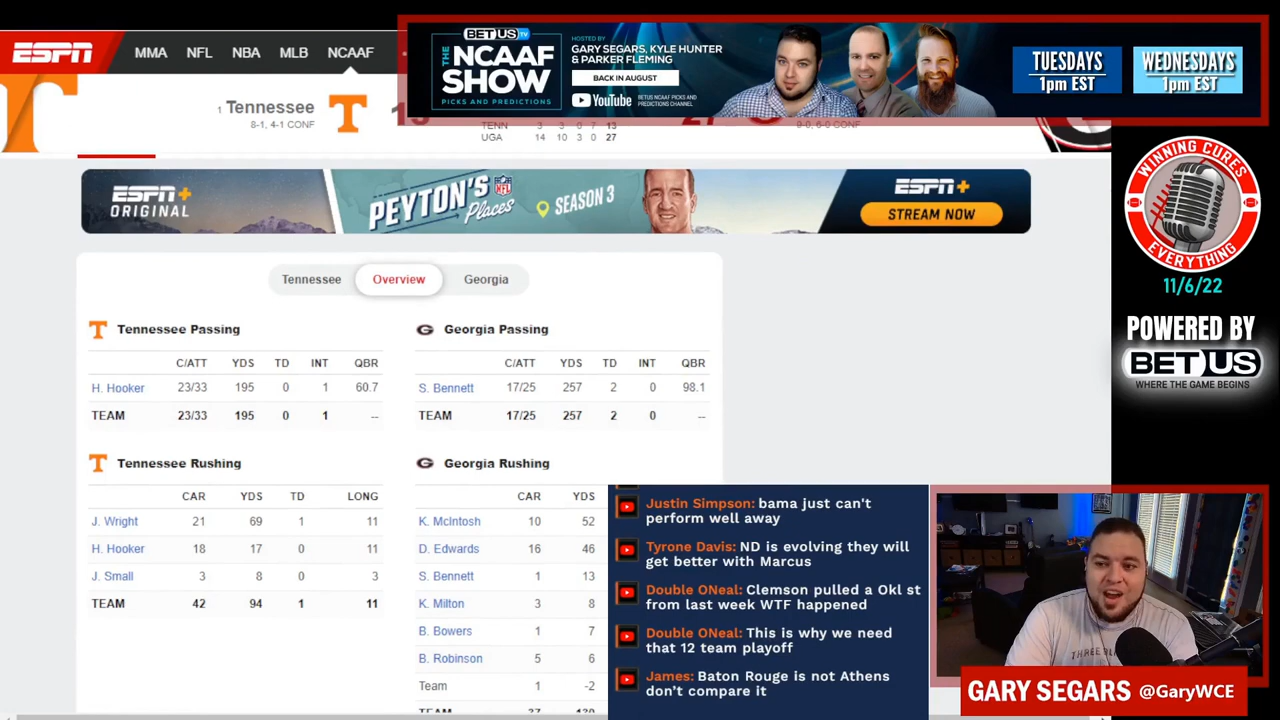 ESPN MMA NFL NBA MLB NCAAF
BETUS TV
THE NCAAF SHOW
PICKS AND PREDICTIONS
HOSTED BY
GARY SEGARS, KYLE HUNTER
& PARKER FLEMING
BACK IN AUGUST
YouTube BETUS NCAAF PICKS AND PREDICTIONS CHANNEL
TUESDAYS
1pm EST
WEDNESDAYS
1pm EST
1 Tennessee
8-1, 4-1 CONF
9-0, 6-0 CONF
TENN 3 3 0 7 13
UGA 14 10 3 0 27
ESPN+
ORIGINAL
PEYTON'S
Places
NFL
SEASON 3
ESPN+
STREAM NOW
WINNING CURES
EVERYTHING
11/6/22
POWERED BY
BETUS
WHERE THE GAME BEGINS
Tennessee Overview Georgia
Tennessee Passing
C/ATT YDS TD INT QBR
H. Hooker 23/33 195 0 1 60.7
TEAM 23/33 195 0 1 --
Georgia Passing
C/ATT YDS TD INT QBR
S. Bennett 17/25 257 2 0 98.1
TEAM 17/25 257 2 0 --
Tennessee Rushing
CAR YDS TD LONG
J. Wright 21 69 1 11
H. Hooker 18 17 0 11
J. Small 3 8 0 3
TEAM 42 94 1 11
Georgia Rushing
CAR YDS
K. McIntosh 10 52
D. Edwards 16 46
S. Bennett 1 13
K. Milton 3 8
B. Bowers 1 7
B. Robinson 5 6
Team 1 -2
Justin Simpson: bama just can't
perform well away
Tyrone Davis: ND is evolving they will
get better with Marcus
Double ONeal: Clemson pulled a Okl st
from last week WTF happened
Double ONeal: This is why we need
that 12 team playoff
James: Baton Rouge is not Athens
don't compare it
GARY SEGARS @GaryWCE